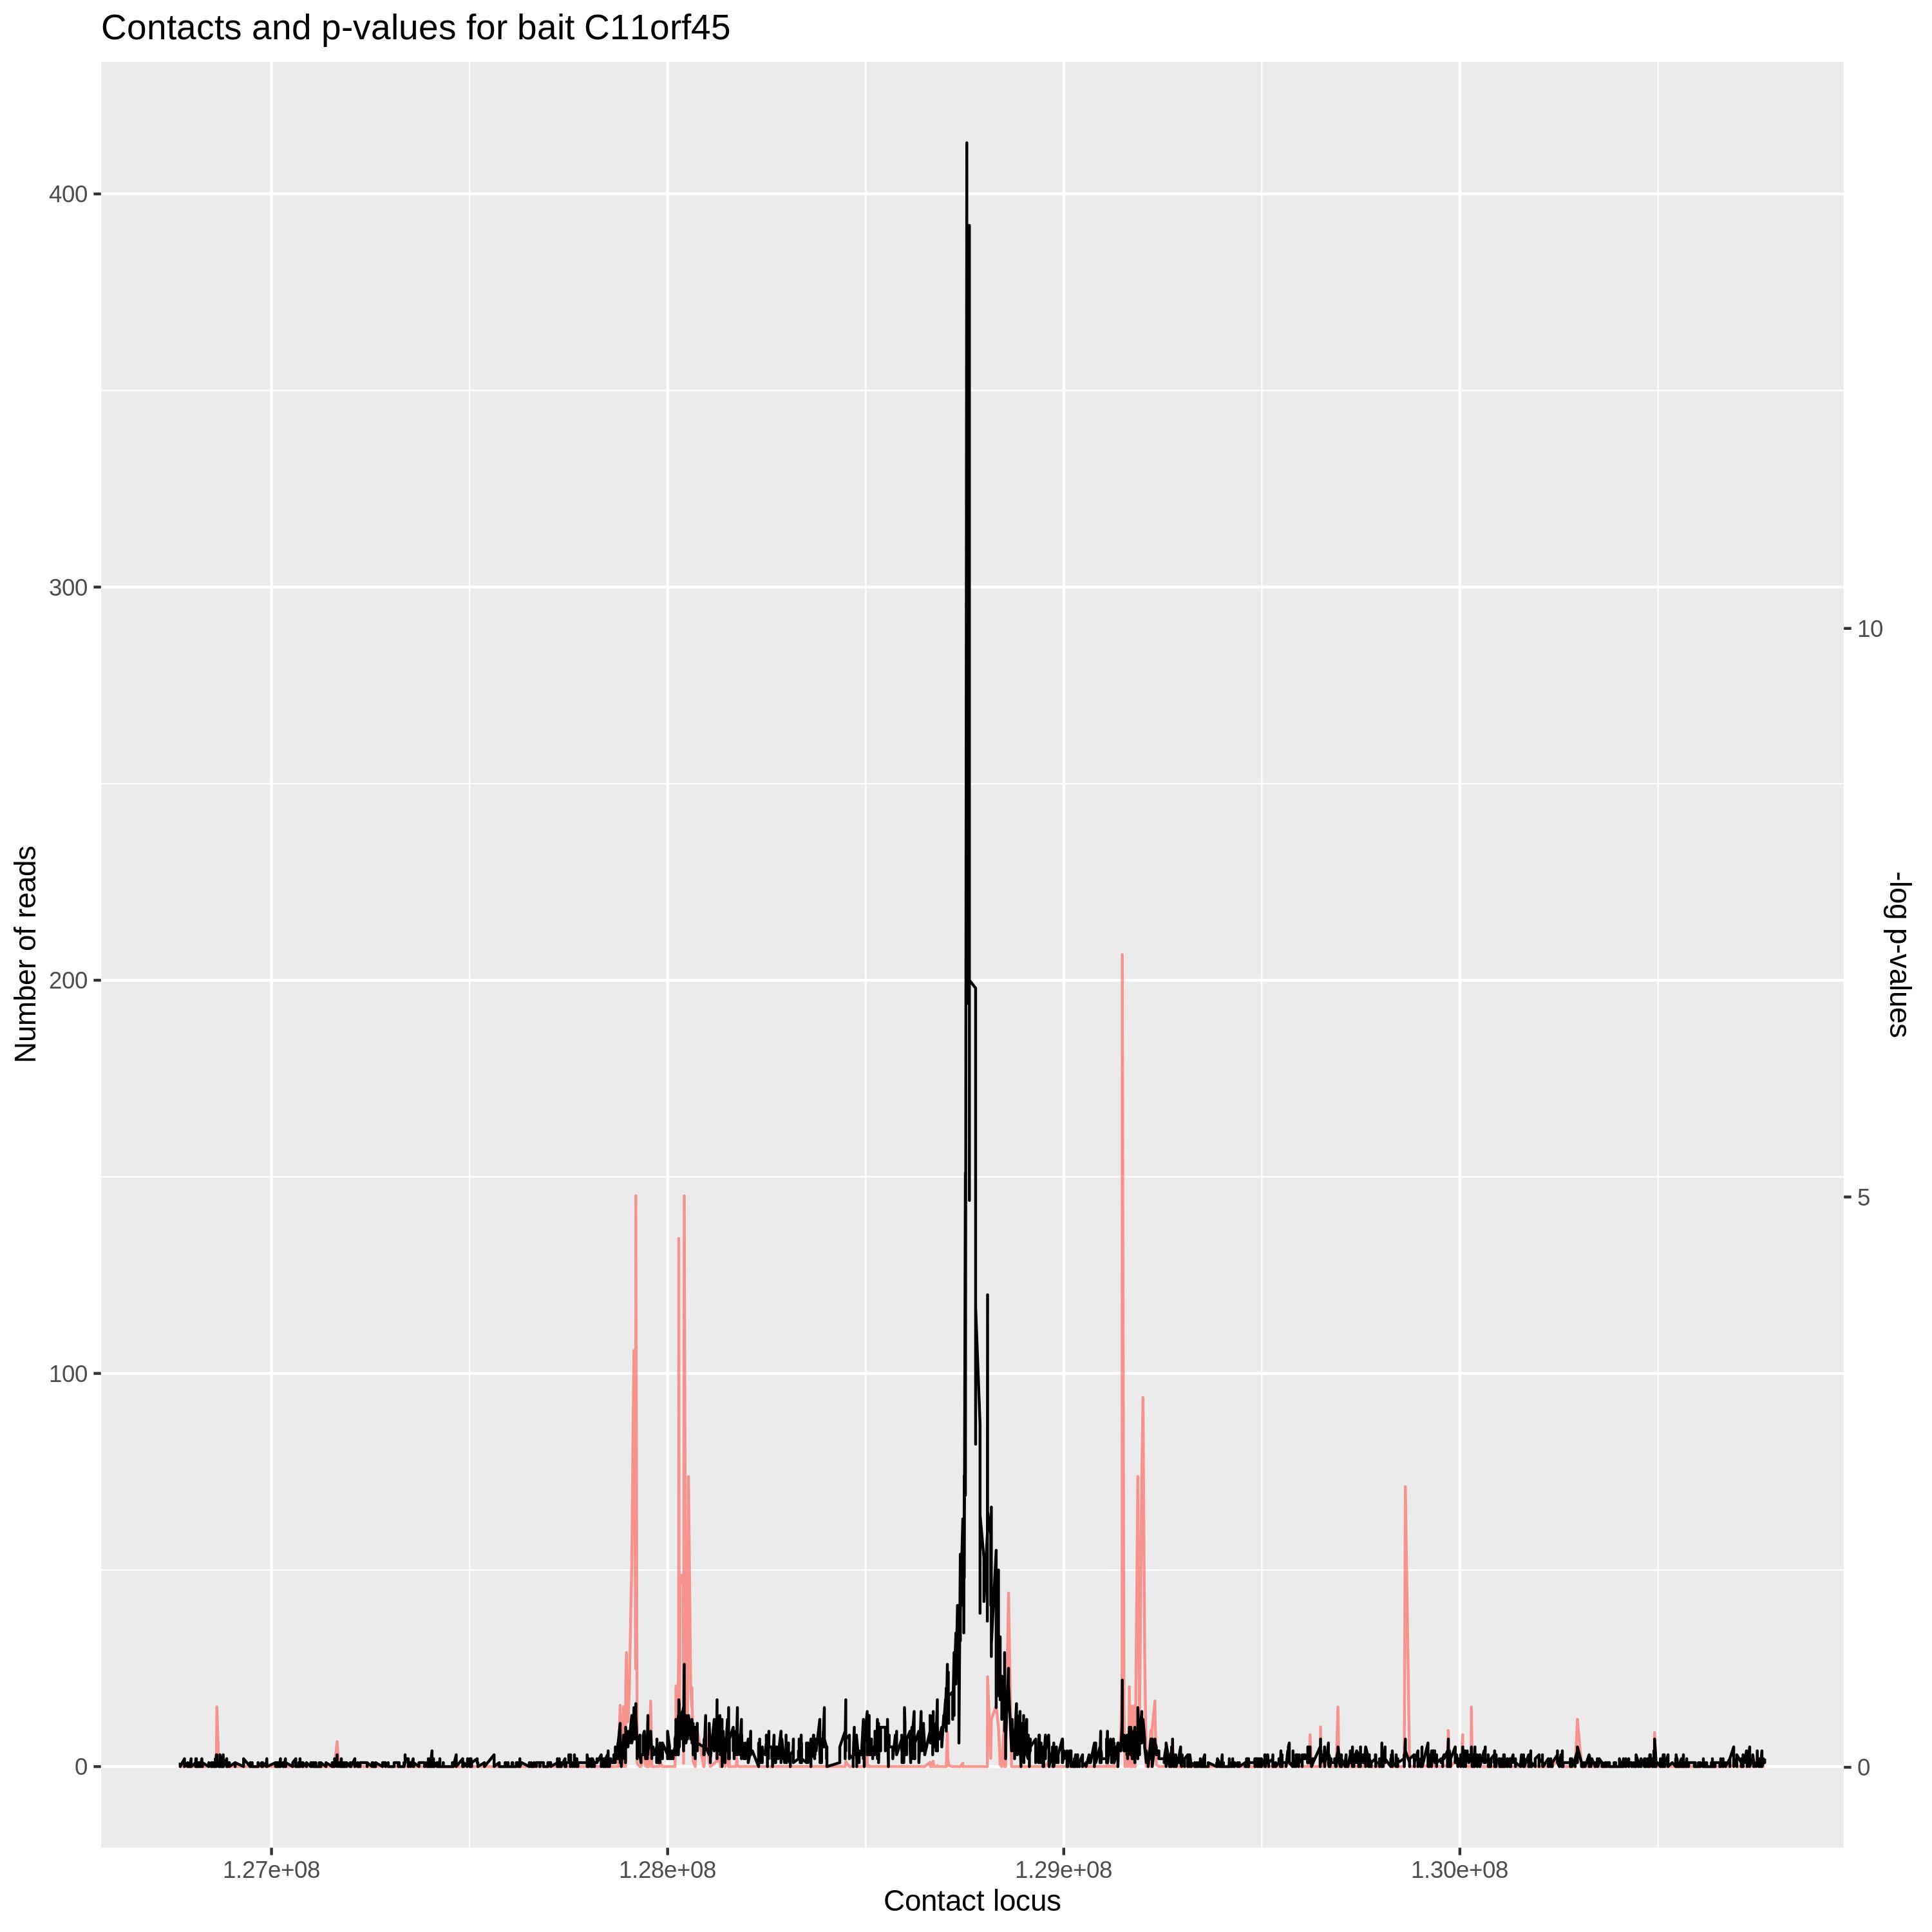 Contacts and p-values for bait C11orf45
400
300
200
100
0
Number of reads
10
5
0
-log p-values
1.27e+08
1.28e+08
1.29e+08
1.30e+08
Contact locus